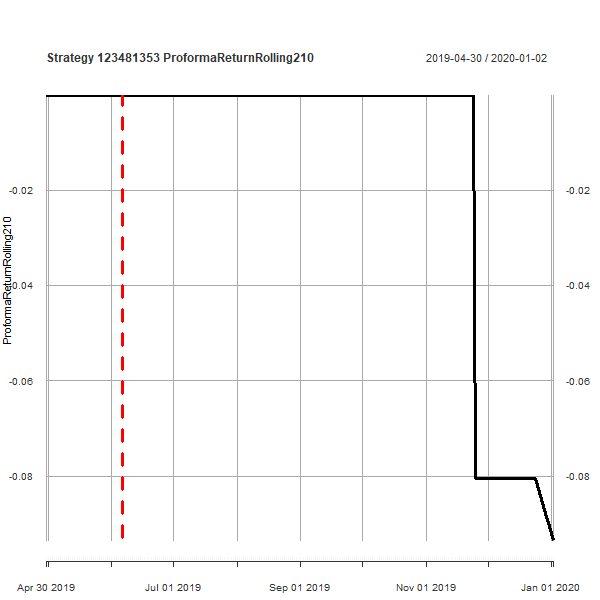 Strategy 123481353 ProformaReturnRolling210
2019-04-30 / 2020-01-02
ProformaReturnRolling210
-0.02
-0.04
-0.06
-0.08
-0.02
-0.04
-0.06
-0.08
Apr 30 2019
Jul 01 2019
Sep 01 2019
Nov 01 2019
Jan 01 2020